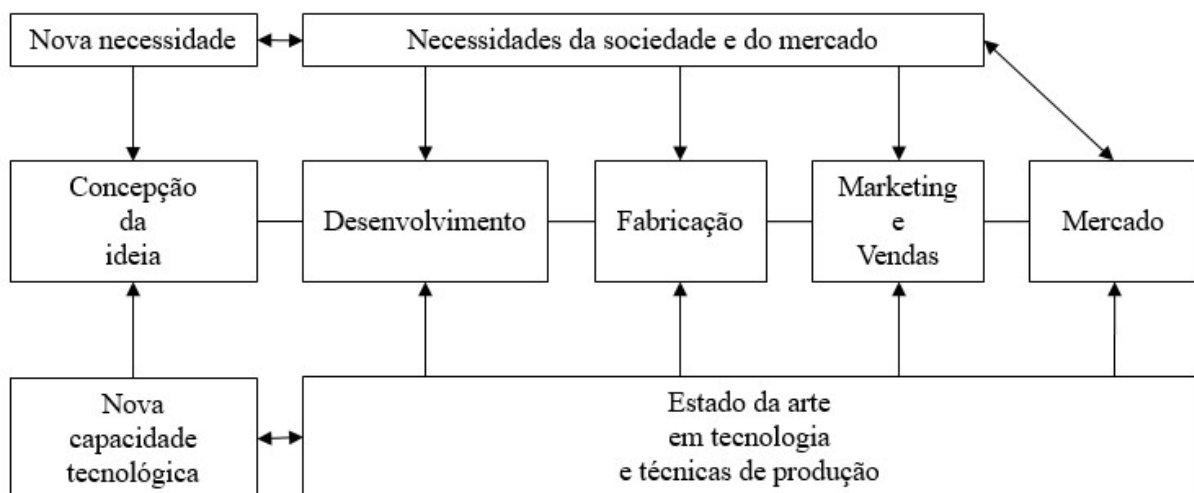 Nova necessidade
Necessidades da sociedade e do mercado
Concepção
da
ideia
Desenvolvimento
Fabricação
Marketing
e
Vendas
Mercado
Nova
capacidade
tecnológica
Estado da arte
em tecnologia
e técnicas de produção